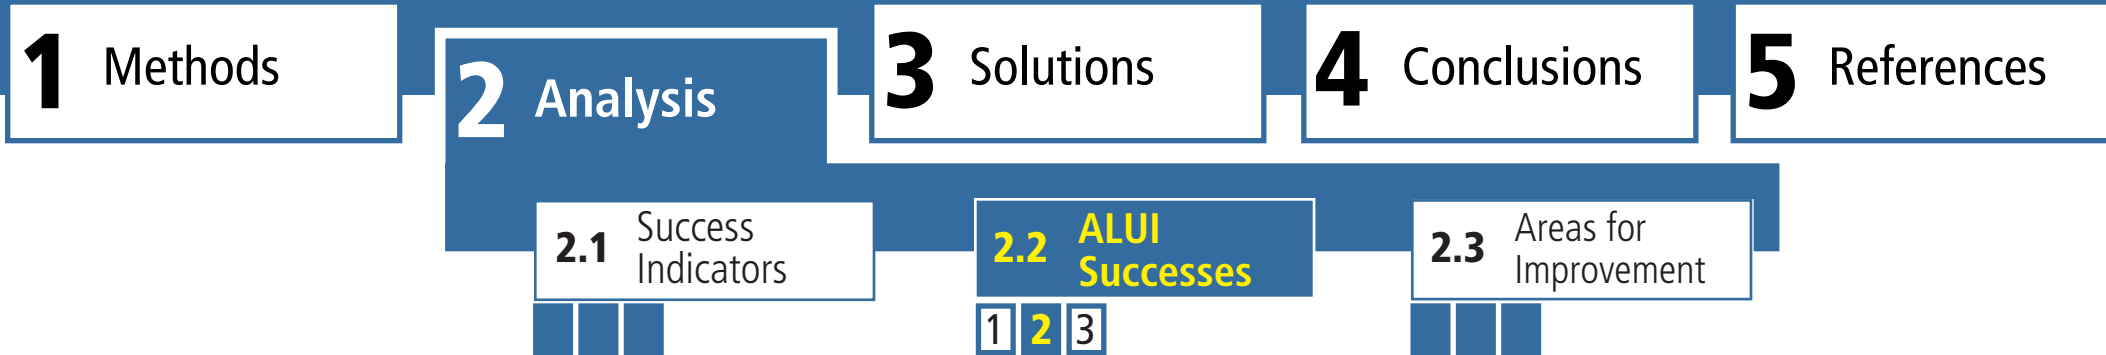 1 Methods
2 Analysis
3 Solutions
4 Conclusions
5 References
2.1 Success
Indicators
2.2 ALUI
Successes
2.3 Areas for
Improvement
1 2 3